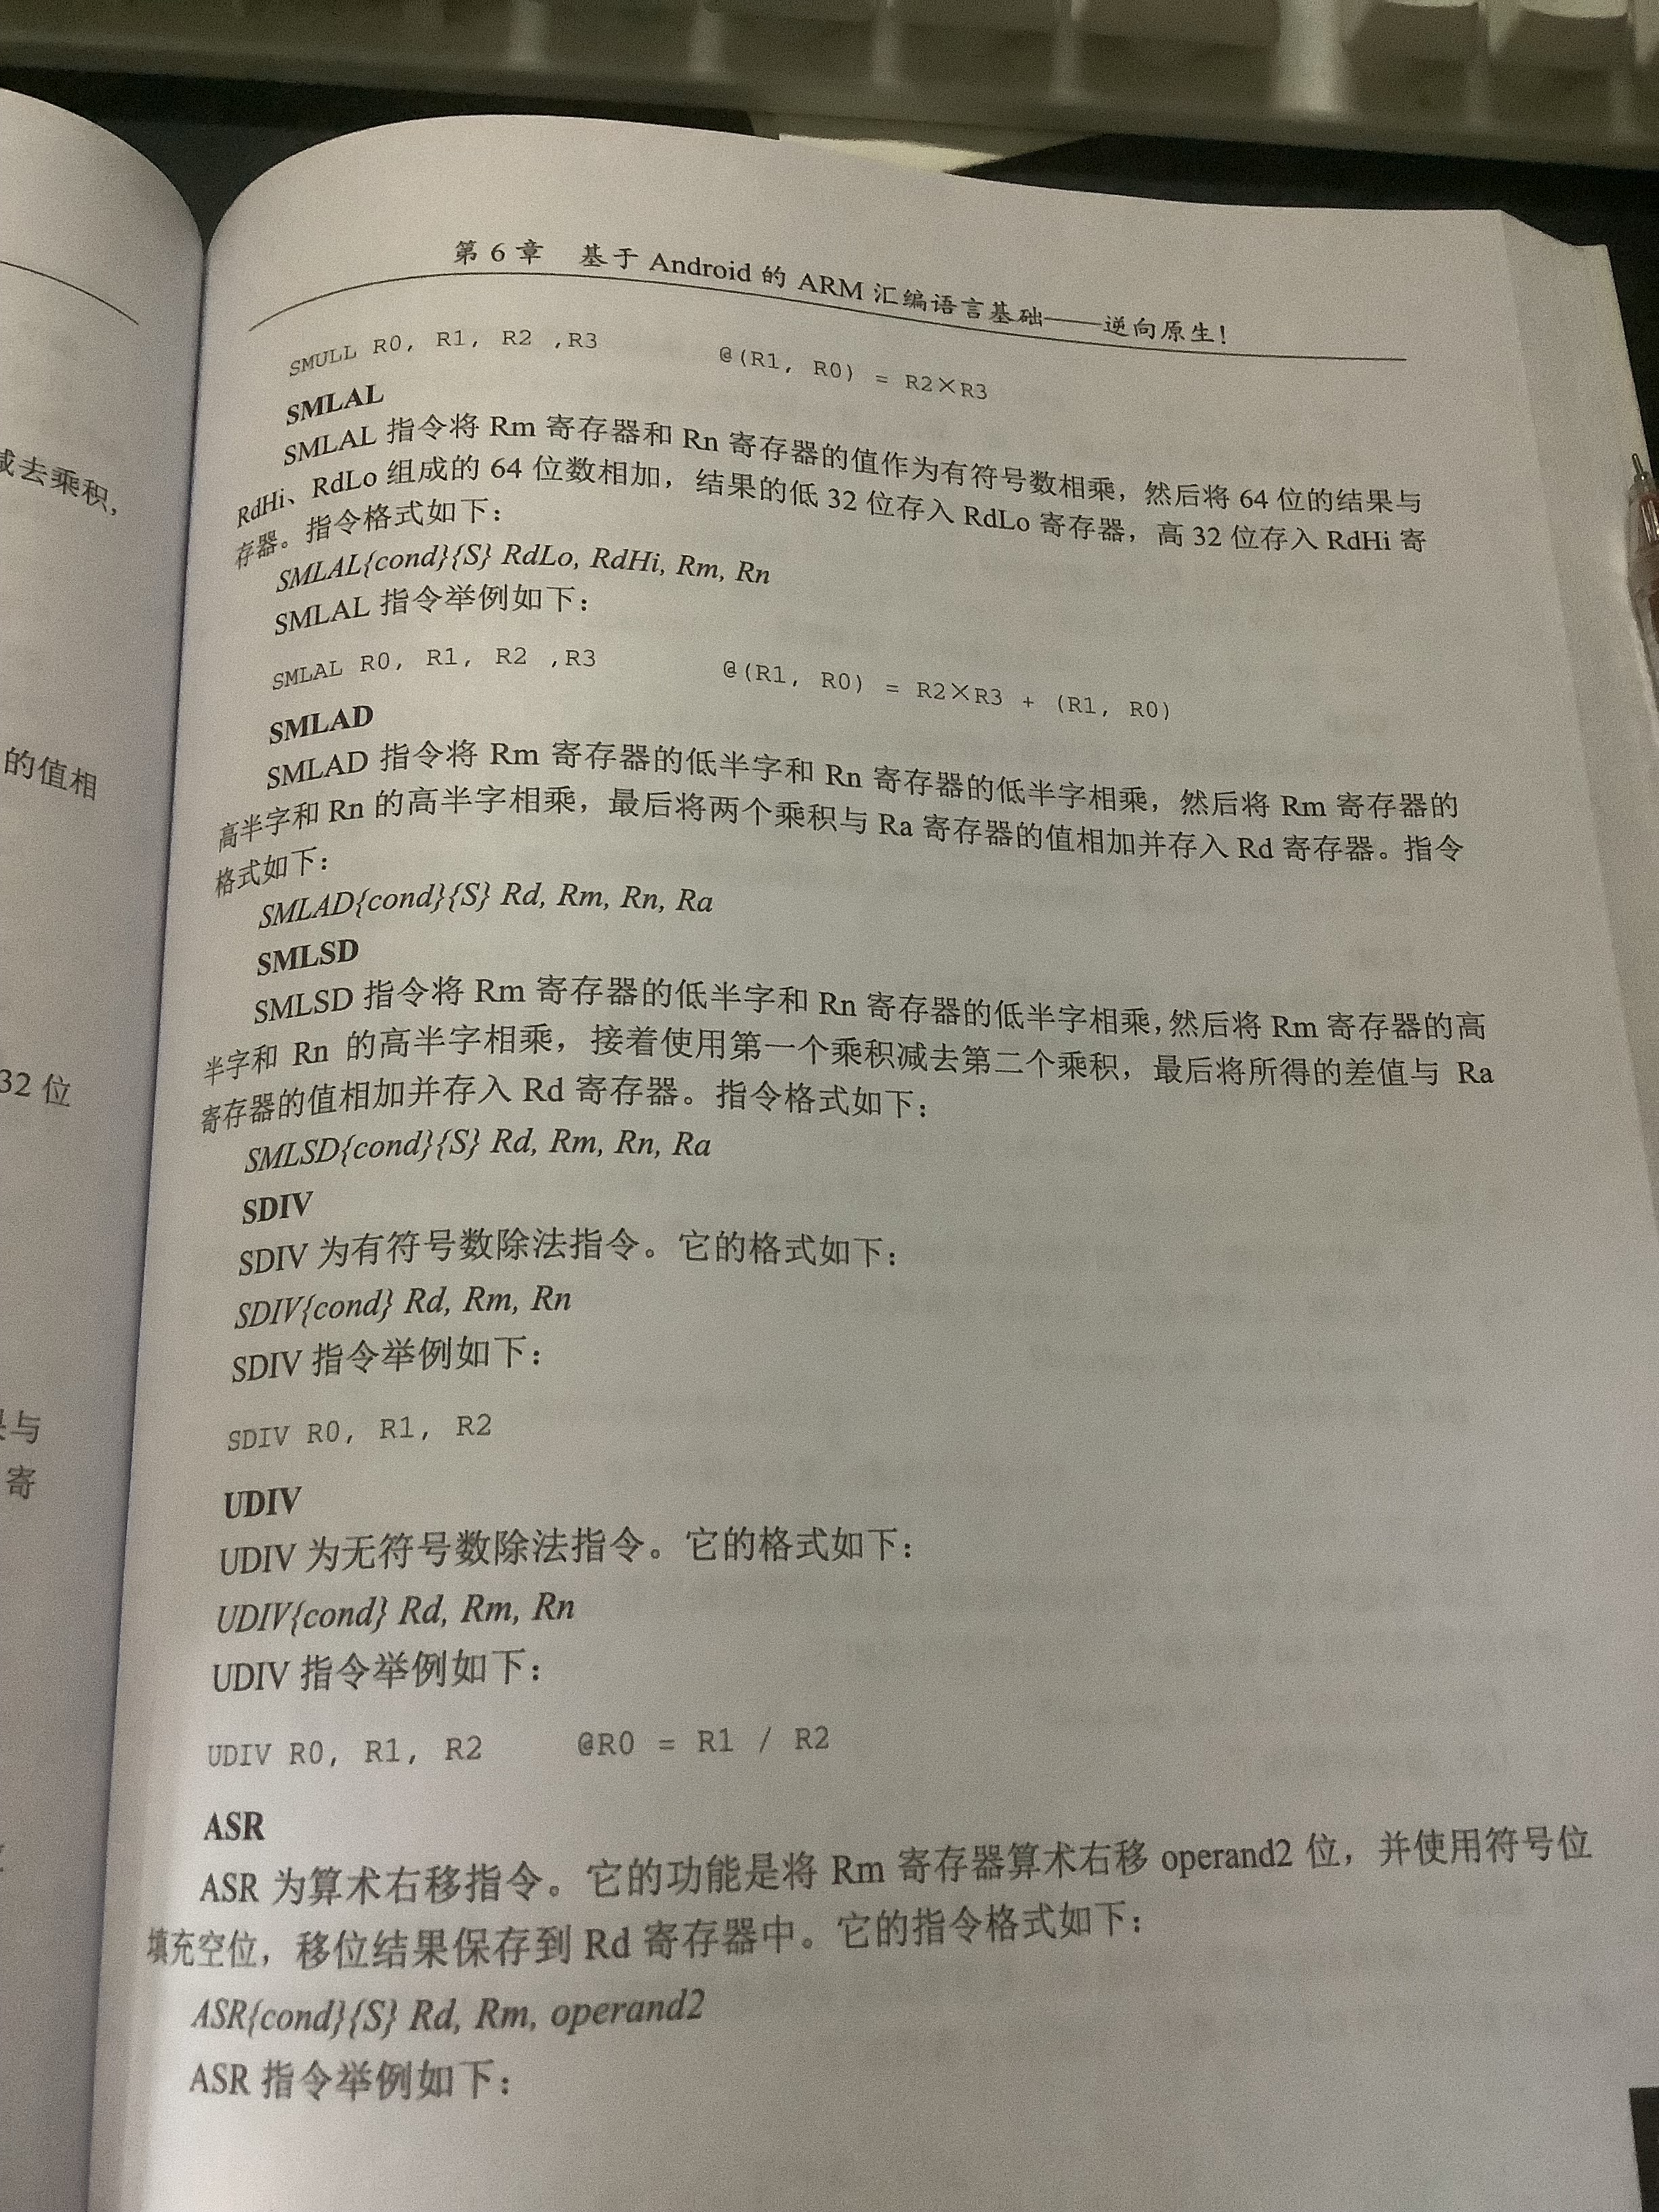 减去乘积,
的值相
32 位
果与
寄
第 6 章 基于 Android 的 ARM 汇编语言基础——逆向原生!
SMULL R0, R1, R2 ,R3 @(R1, R0) = R2×R3
SMLAL
SMLAL 指令将 Rm 寄存器和 Rn 寄存器的值作为有符号数相乘，然后将 64 位的结果与
RdHi、RdLo 组成的 64 位数相加，结果的低 32 位存入 RdLo 寄存器，高 32 位存入 RdHi 寄
存器。指令格式如下：
SMLAL{cond}{S} RdLo, RdHi, Rm, Rn
SMLAL 指令举例如下：
SMLAL R0, R1, R2 ,R3 @(R1, R0) = R2×R3 + (R1, R0)
SMLAD
SMLAD 指令将 Rm 寄存器的低半字和 Rn 寄存器的低半字相乘，然后将 Rm 寄存器的
高半字和 Rn 的高半字相乘，最后将两个乘积与 Ra 寄存器的值相加并存入 Rd 寄存器。指令
格式如下：
SMLAD{cond}{S} Rd, Rm, Rn, Ra
SMLSD
SMLSD 指令将 Rm 寄存器的低半字和 Rn 寄存器的低半字相乘,然后将 Rm 寄存器的高
半字和 Rn 的高半字相乘，接着使用第一个乘积减去第二个乘积，最后将所得的差值与 Ra
寄存器的值相加并存入 Rd 寄存器。指令格式如下：
SMLSD{cond}{S} Rd, Rm, Rn, Ra
SDIV
SDIV 为有符号数除法指令。它的格式如下：
SDIV{cond} Rd, Rm, Rn
SDIV 指令举例如下：
SDIV R0, R1, R2
UDIV
UDIV 为无符号数除法指令。它的格式如下：
UDIV{cond} Rd, Rm, Rn
UDIV 指令举例如下：
UDIV R0, R1, R2 @R0 = R1 / R2
ASR
ASR 为算术右移指令。它的功能是将 Rm 寄存器算术右移 operand2 位，并使用符号位
填充空位，移位结果保存到 Rd 寄存器中。它的指令格式如下：
ASR{cond}{S} Rd, Rm, operand2
ASR 指令举例如下：